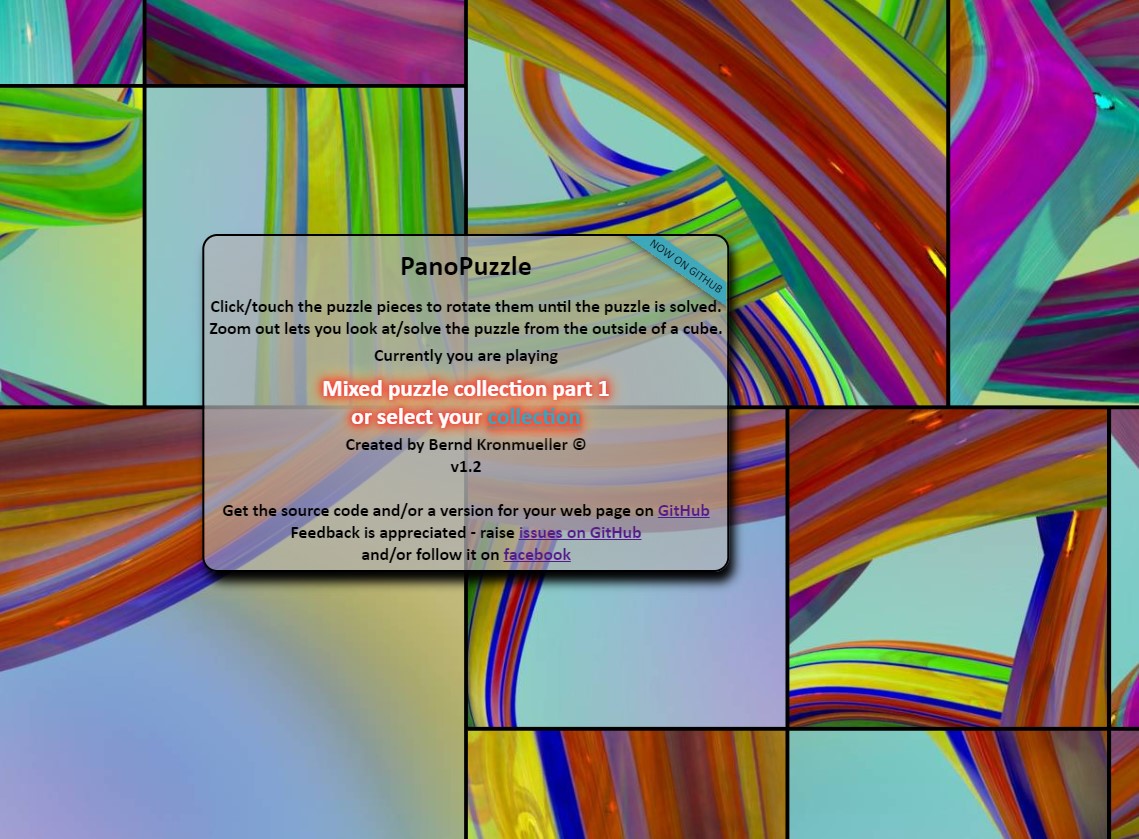 PanoPuzzle
NOW ON GITHUB
Click/touch the puzzle pieces to rotate them until the puzzle is solved.
Zoom out lets you look at/solve the puzzle from the outside of a cube.
Currently you are playing
Mixed puzzle collection part 1
or select your collection
Created by Bernd Kronmueller ©
v1.2
Get the source code and/or a version for your web page on GitHub
Feedback is appreciated - raise issues on GitHub
and/or follow it on facebook